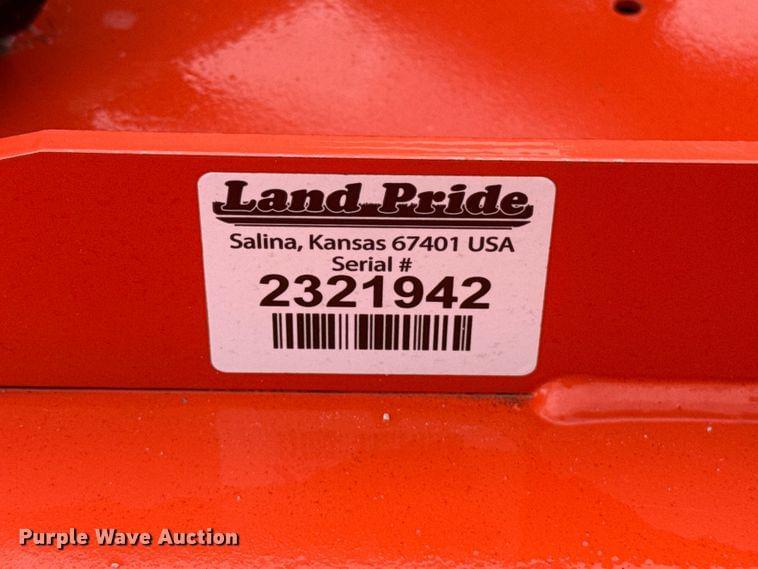 Land Pride
Salina, Kansas 67401 USA
Serial #
2321942
Purple Wave Auction